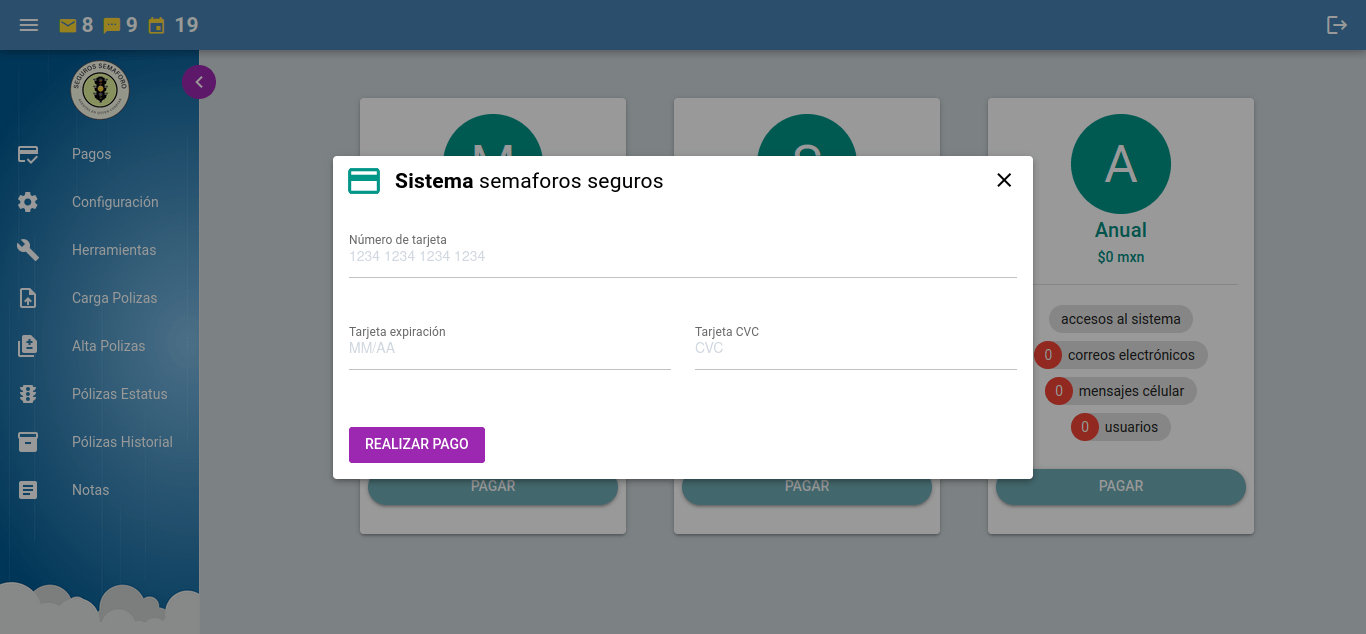 8 9 19
SEGUROS SEMAFORO
Pagos
Configuración
Herramientas
Carga Polizas
Alta Polizas
Pólizas Estatus
Pólizas Historial
Notas
Sistema semaforos seguros
Número de tarjeta
1234 1234 1234 1234
Tarjeta expiración
MM/AA
Tarjeta CVC
CVC
REALIZAR PAGO
M
PAGAR
S
PAGAR
A
Anual
$0 mxn
accesos al sistema
0 correos electrónicos
0 mensajes célular
0 usuarios
PAGAR